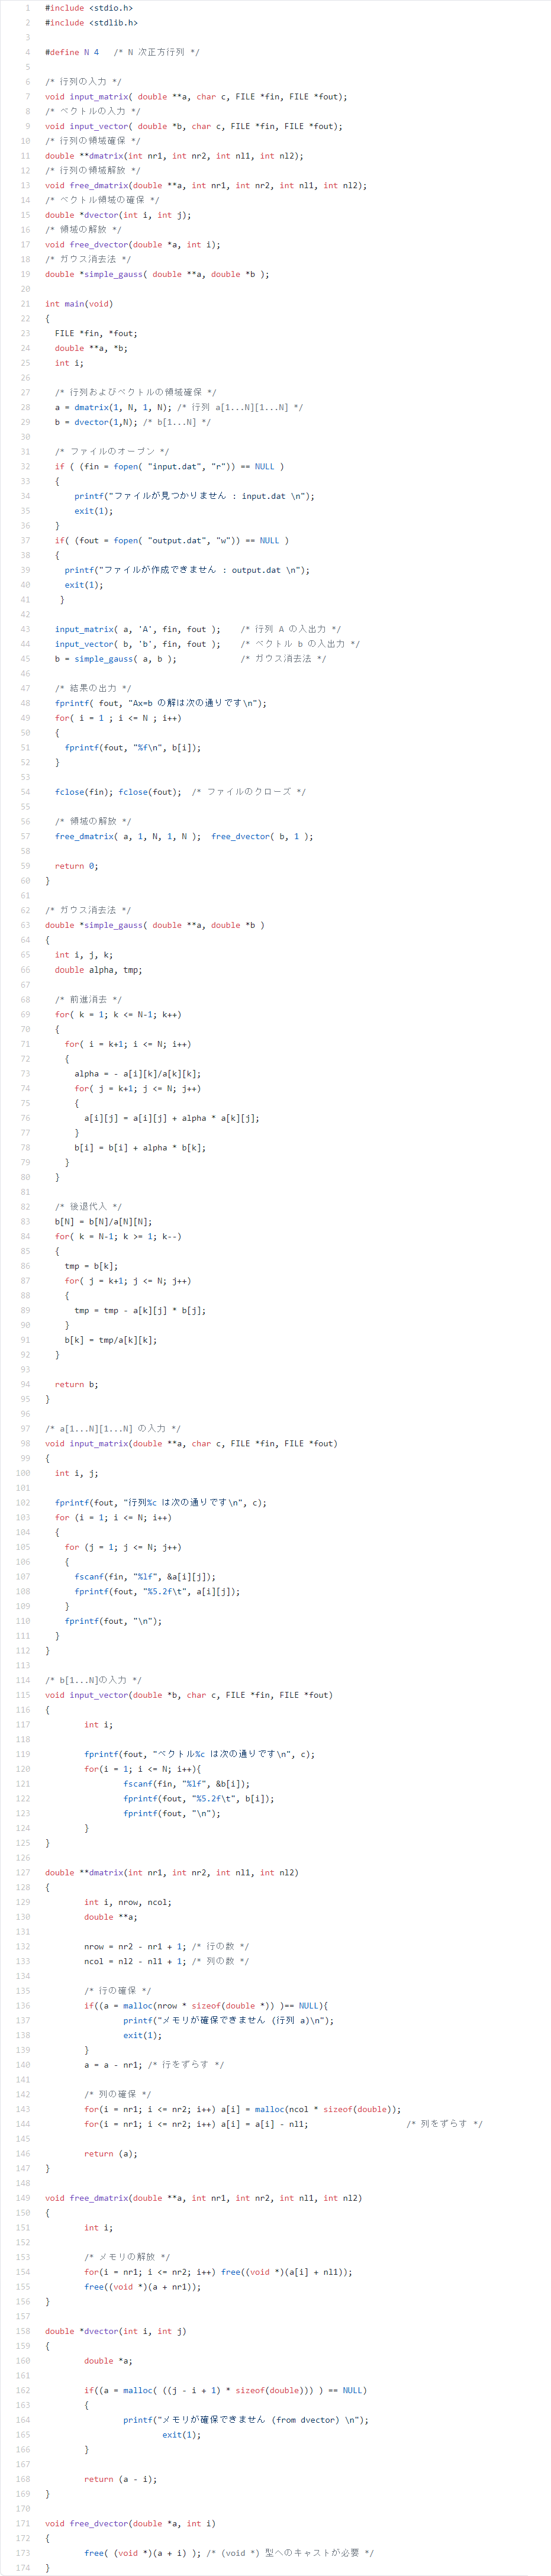 1 #include <stdio.h>
2 #include <stdlib.h>
3
4 #define N 4 /* N 次正方行列 */
5
6 /* 行列の入力 */
7 void input_matrix( double **a, char c, FILE *fin, FILE *fout);
8 /* ベクトルの入力 */
9 void input_vector( double *b, char c, FILE *fin, FILE *fout);
10 /* 行列の領域確保 */
11 double **dmatrix(int nr1, int nr2, int nl1, int nl2);
12 /* 行列の領域解放 */
13 void free_dmatrix(double **a, int nr1, int nr2, int nl1, int nl2);
14 /* ベクトル領域の確保 */
15 double *dvector(int i, int j);
16 /* 領域の解放 */
17 void free_dvector(double *a, int i);
18 /* ガウス消去法 */
19 double *simple_gauss( double **a, double *b );
20
21 int main(void)
22 {
23   FILE *fin, *fout;
24   double **a, *b;
25   int i;
26
27   /* 行列およびベクトルの領域確保 */
28   a = dmatrix(1, N, 1, N); /* 行列 a[1...N][1...N] */
29   b = dvector(1,N); /* b[1...N] */
30
31   /* ファイルのオープン */
32   if ( (fin = fopen( "input.dat", "r")) == NULL )
33   {
34       printf("ファイルが見つかりません : input.dat \n");
35       exit(1);
36   }
37   if( (fout = fopen( "output.dat", "w")) == NULL )
38   {
39     printf("ファイルが作成できません : output.dat \n");
40     exit(1);
41    }
42
43   input_matrix( a, 'A', fin, fout );    /* 行列 A の入出力 */
44   input_vector( b, 'b', fin, fout );    /* ベクトル b の入出力 */
45   b = simple_gauss( a, b );             /* ガウス消去法 */
46
47   /* 結果の出力 */
48   fprintf( fout, "Ax=b の解は次の通りです\n");
49   for( i = 1 ; i <= N ; i++)
50   {
51     fprintf(fout, "%f\n", b[i]);
52   }
53
54   fclose(fin); fclose(fout);  /* ファイルのクローズ */
55
56   /* 領域の解放 */
57   free_dmatrix( a, 1, N, 1, N );  free_dvector( b, 1 );
58
59   return 0;
60 }
61
62 /* ガウス消去法 */
63 double *simple_gauss( double **a, double *b )
64 {
65   int i, j, k;
66   double alpha, tmp;
67
68   /* 前進消去 */
69   for( k = 1; k <= N-1; k++)
70   {
71     for( i = k+1; i <= N; i++)
72     {
73       alpha = - a[i][k]/a[k][k];
74       for( j = k+1; j <= N; j++)
75       {
76         a[i][j] = a[i][j] + alpha * a[k][j];
77       }
78       b[i] = b[i] + alpha * b[k];
79     }
80   }
81
82   /* 後退代入 */
83   b[N] = b[N]/a[N][N];
84   for( k = N-1; k >= 1; k--)
85   {
86     tmp = b[k];
87     for( j = k+1; j <= N; j++)
88     {
89       tmp = tmp - a[k][j] * b[j];
90     }
91     b[k] = tmp/a[k][k];
92   }
93
94   return b;
95 }
96
97 /* a[1...N][1...N] の入力 */
98 void input_matrix(double **a, char c, FILE *fin, FILE *fout)
99 {
100   int i, j;
101
102   fprintf(fout, "行列%c は次の通りです\n", c);
103   for (i = 1; i <= N; i++)
104   {
105     for (j = 1; j <= N; j++)
106     {
107       fscanf(fin, "%lf", &a[i][j]);
108       fprintf(fout, "%5.2f\t", a[i][j]);
109     }
110     fprintf(fout, "\n");
111   }
112 }
113
114 /* b[1...N]の入力 */
115 void input_vector(double *b, char c, FILE *fin, FILE *fout)
116 {
117         int i;
118
119         fprintf(fout, "ベクトル%c は次の通りです\n", c);
120         for(i = 1; i <= N; i++){
121                 fscanf(fin, "%lf", &b[i]);
122                 fprintf(fout, "%5.2f\t", b[i]);
123                 fprintf(fout, "\n");
124         }
125 }
126
127 double **dmatrix(int nr1, int nr2, int nl1, int nl2)
128 {
129         int i, nrow, ncol;
130         double **a;
131
132         nrow = nr2 - nr1 + 1; /* 行の数 */
133         ncol = nl2 - nl1 + 1; /* 列の数 */
134
135         /* 行の確保 */
136         if((a = malloc(nrow * sizeof(double *)) )== NULL){
137                 printf("メモリが確保できません (行列 a)\n");
138                 exit(1);
139         }
140         a = a - nr1; /* 行をずらす */
141
142         /* 列の確保 */
143         for(i = nr1; i <= nr2; i++) a[i] = malloc(ncol * sizeof(double));
144         for(i = nr1; i <= nr2; i++) a[i] = a[i] - nl1;                    /* 列をずらす */
145
146         return (a);
147 }
148
149 void free_dmatrix(double **a, int nr1, int nr2, int nl1, int nl2)
150 {
151         int i;
152
153         /* メモリの解放 */
154         for(i = nr1; i <= nr2; i++) free((void *)(a[i] + nl1));
155         free((void *)(a + nr1));
156 }
157
158 double *dvector(int i, int j)
159 {
160         double *a;
161
162         if((a = malloc( ((j - i + 1) * sizeof(double))) ) == NULL)
163         {
164                 printf("メモリが確保できません (from dvector) \n");
165                         exit(1);
166         }
167
168         return (a - i);
169 }
170
171 void free_dvector(double *a, int i)
172 {
173         free( (void *)(a + i) ); /* (void *) 型へのキャストが必要 */
174 }